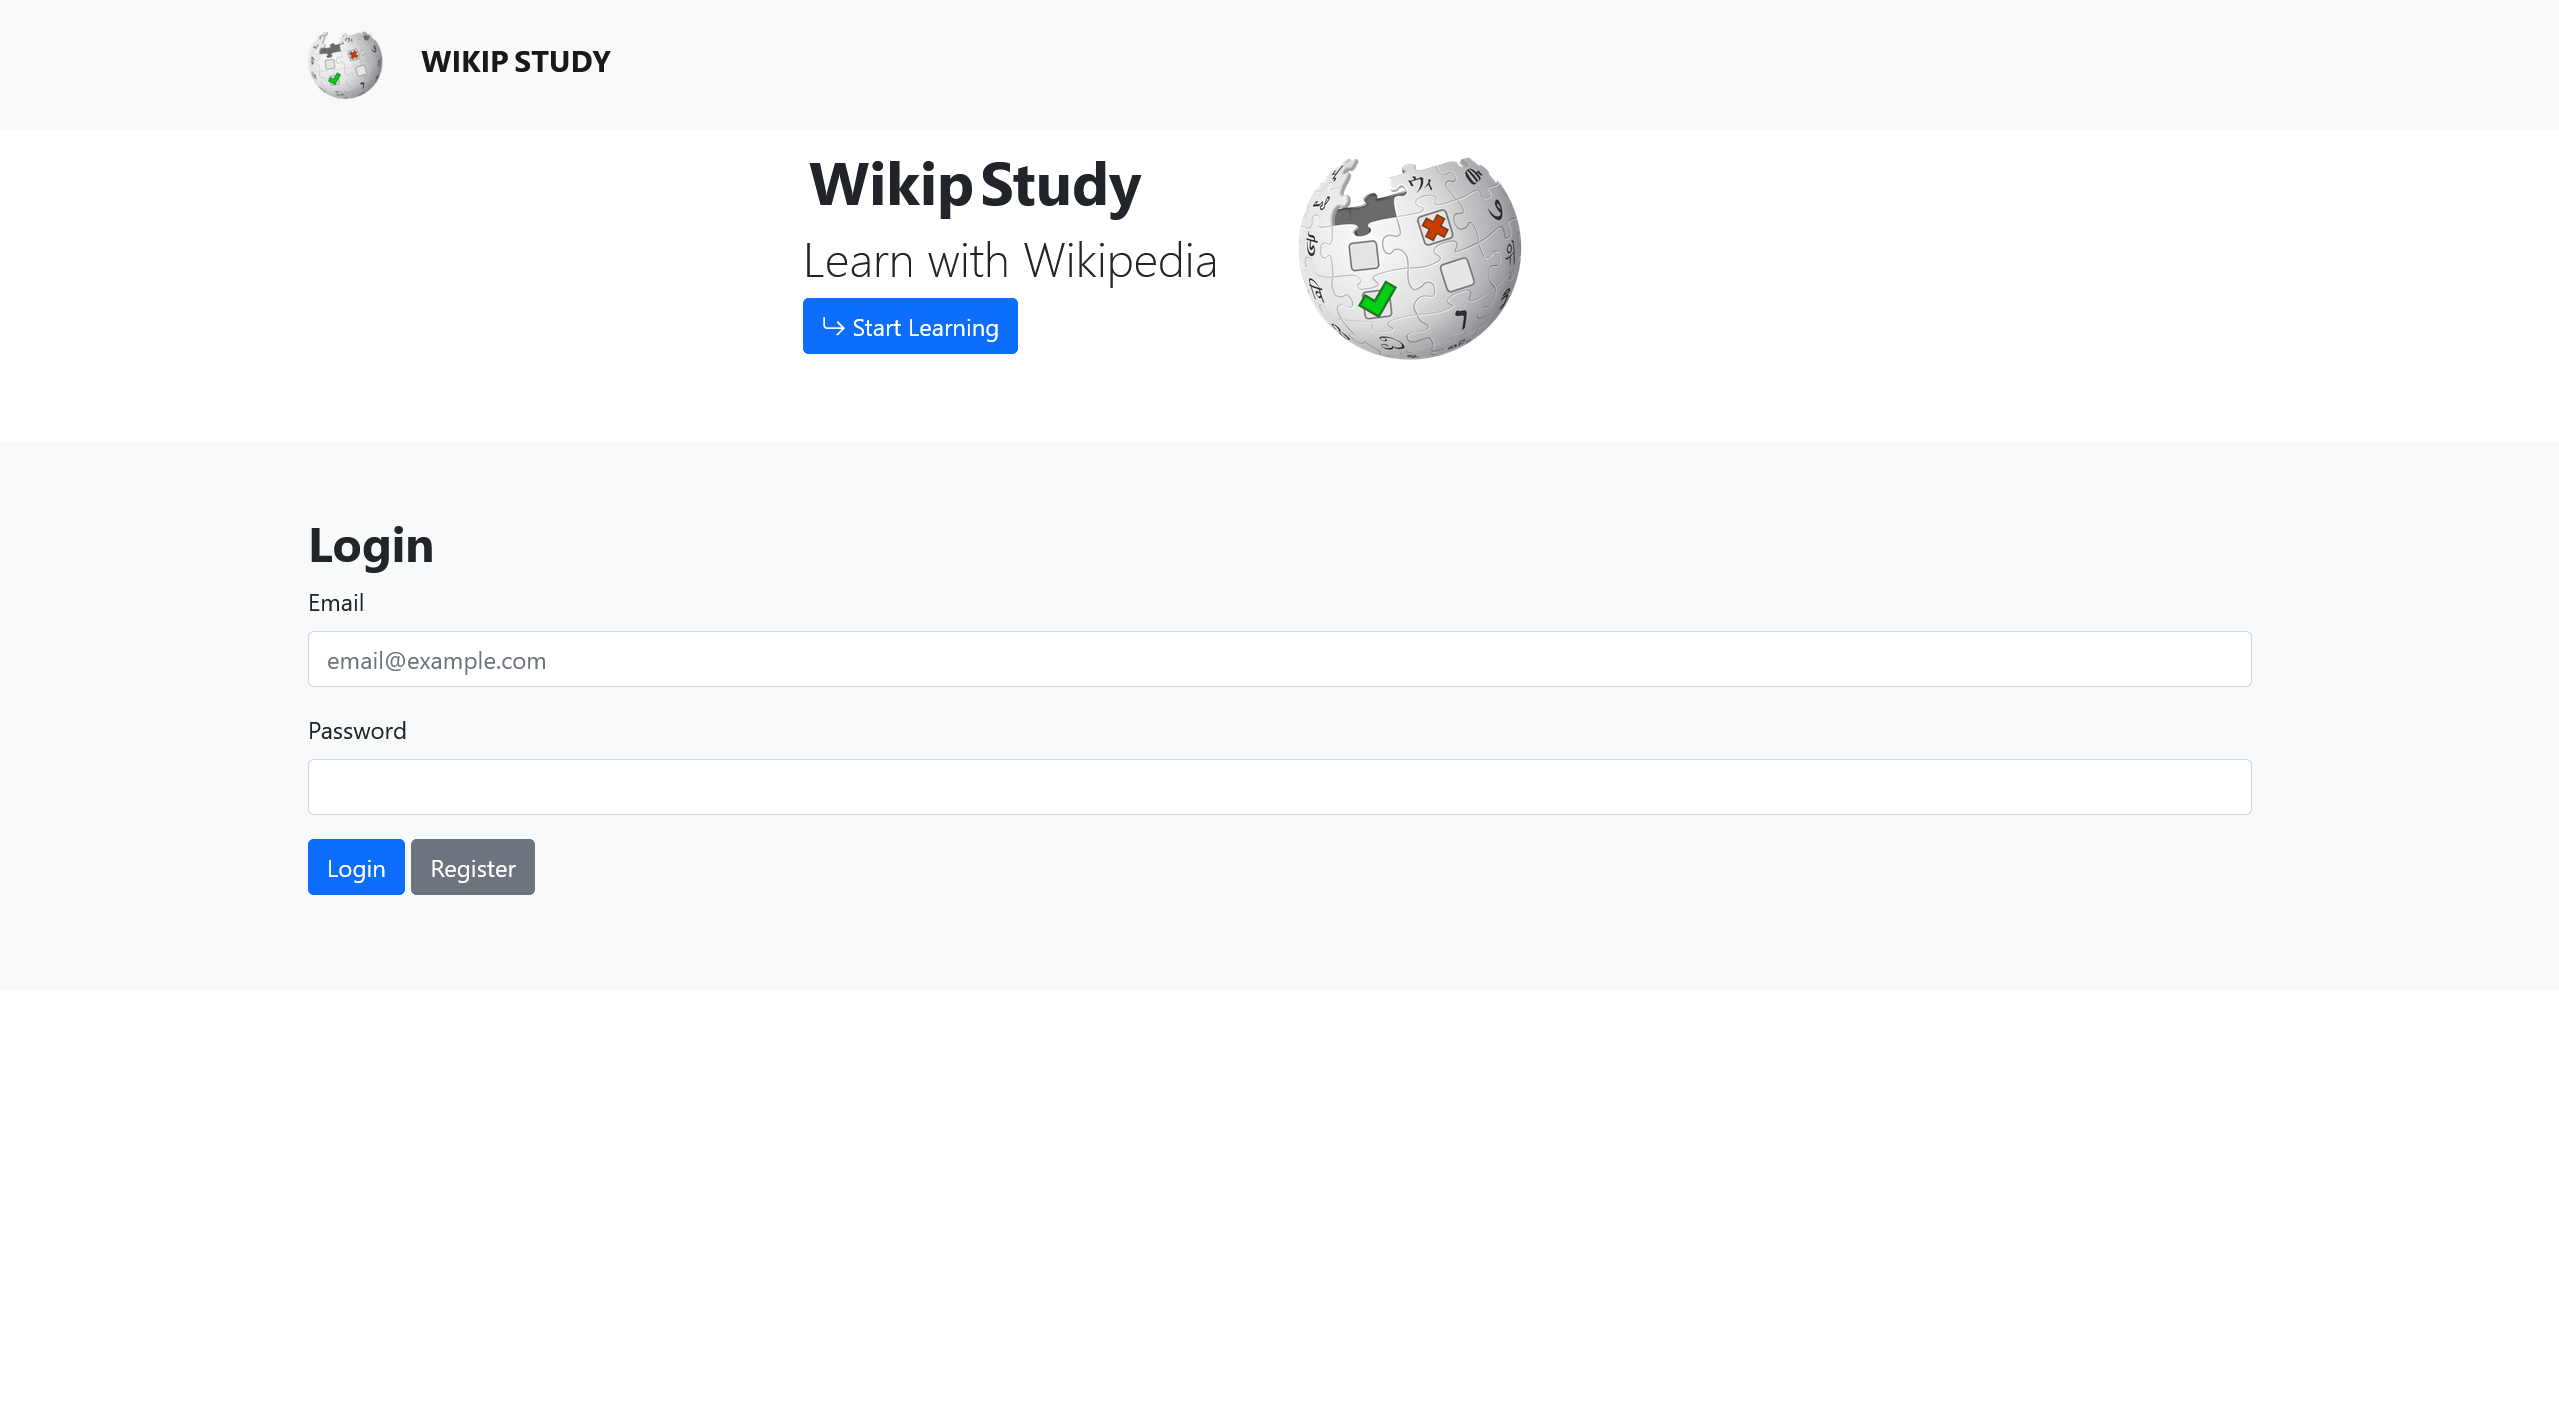 WIKIP STUDY
Wikip Study
Learn with Wikipedia
Start Learning
Login
Email
email@example.com
Password
Login Register